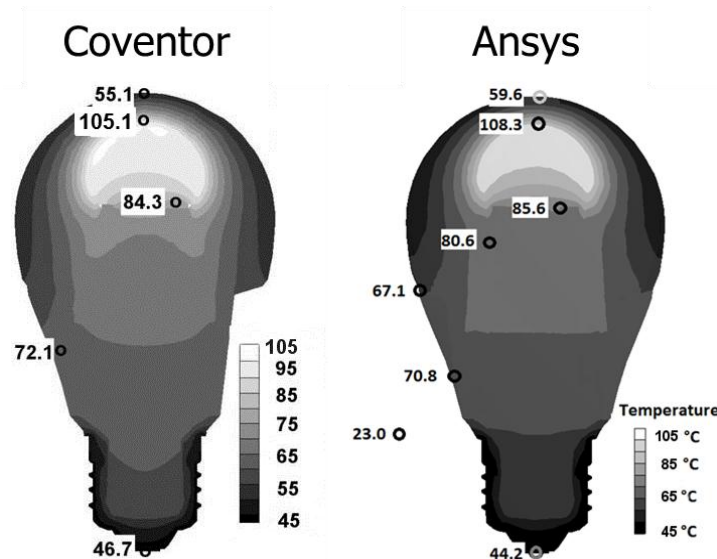 Coventor
55.1
105.1
84.3
72.1
46.7
105
95
85
75
65
55
45
Ansys
59.6
108.3
85.6
80.6
67.1
70.8
23.0
44.2
Temperature
105 °C
85 °C
65 °C
45 °C